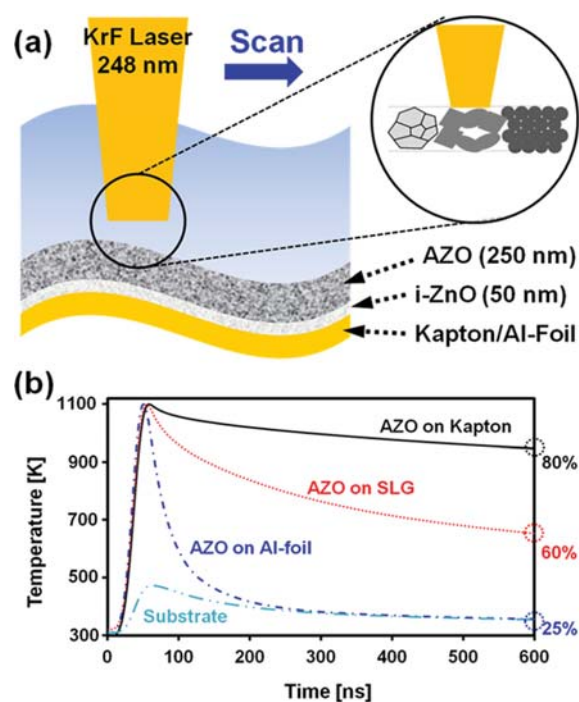 (a)
KrF Laser
248 nm
Scan
AZO (250 nm)
i-ZnO (50 nm)
Kapton/Al-Foil
(b)
Temperature [K]
1100
900
700
500
300
AZO on Kapton
80%
AZO on SLG
60%
AZO on Al-foil
Substrate
25%
0
100
200
300
400
500
600
Time [ns]